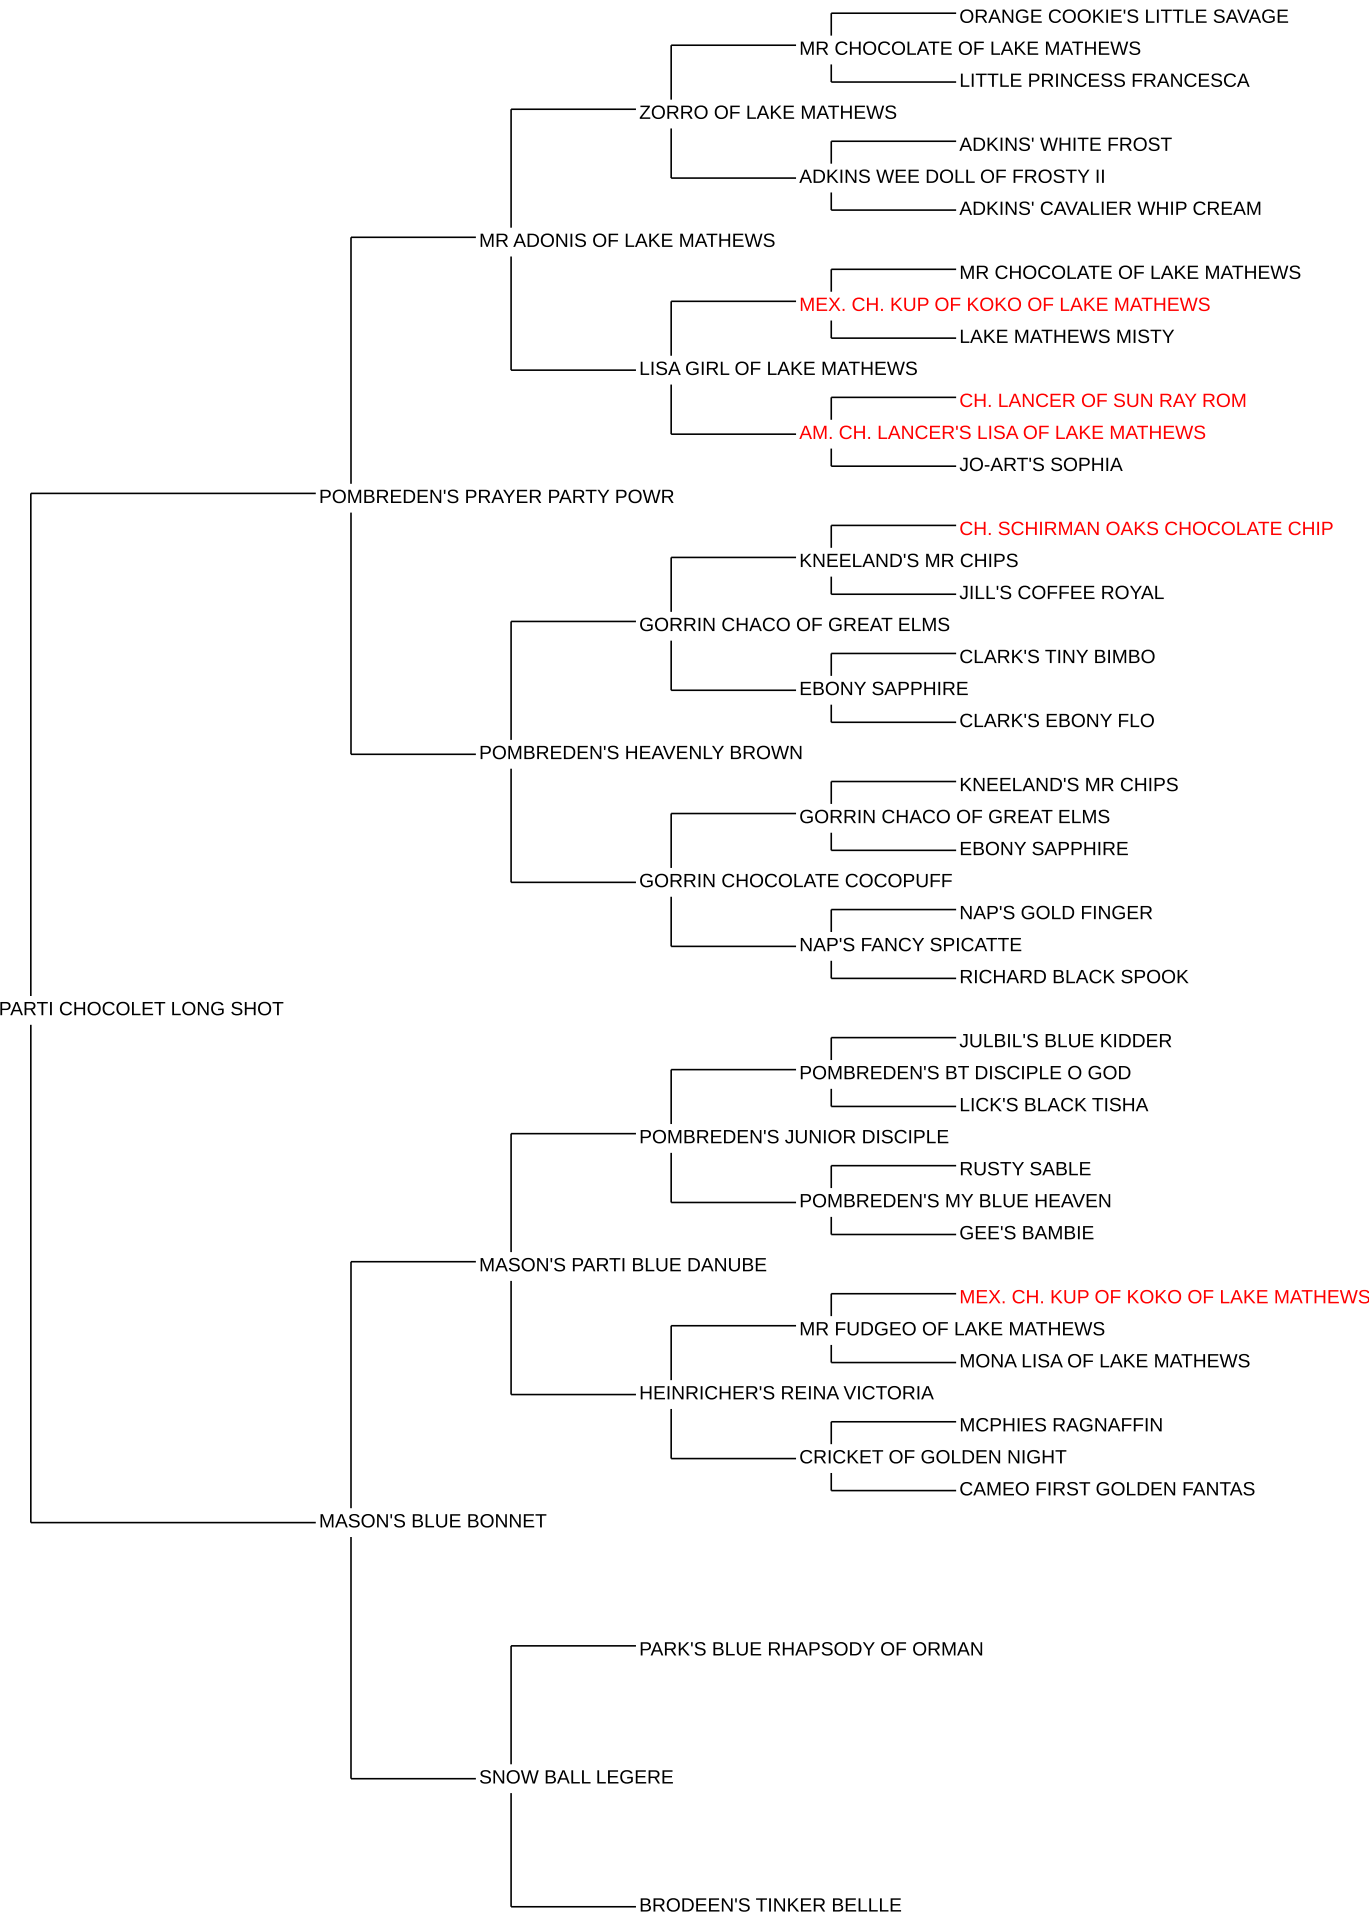 ORANGE COOKIE'S LITTLE SAVAGE
MR CHOCOLATE OF LAKE MATHEWS
LITTLE PRINCESS FRANCESCA
ZORRO OF LAKE MATHEWS
ADKINS' WHITE FROST
ADKINS WEE DOLL OF FROSTY II
ADKINS' CAVALIER WHIP CREAM
MR ADONIS OF LAKE MATHEWS
MR CHOCOLATE OF LAKE MATHEWS
MEX. CH. KUP OF KOKO OF LAKE MATHEWS
LAKE MATHEWS MISTY
LISA GIRL OF LAKE MATHEWS
CH. LANCER OF SUN RAY ROM
AM. CH. LANCER'S LISA OF LAKE MATHEWS
JO-ART'S SOPHIA
POMBREDEN'S PRAYER PARTY POWR
CH. SCHIRMAN OAKS CHOCOLATE CHIP
KNEELAND'S MR CHIPS
JILL'S COFFEE ROYAL
GORRIN CHACO OF GREAT ELMS
CLARK'S TINY BIMBO
EBONY SAPPHIRE
CLARK'S EBONY FLO
POMBREDEN'S HEAVENLY BROWN
KNEELAND'S MR CHIPS
GORRIN CHACO OF GREAT ELMS
EBONY SAPPHIRE
GORRIN CHOCOLATE COCOPUFF
NAP'S GOLD FINGER
NAP'S FANCY SPICATTE
RICHARD BLACK SPOOK
PARTI CHOCOLET LONG SHOT
JULBIL'S BLUE KIDDER
POMBREDEN'S BT DISCIPLE O GOD
LICK'S BLACK TISHA
POMBREDEN'S JUNIOR DISCIPLE
RUSTY SABLE
POMBREDEN'S MY BLUE HEAVEN
GEE'S BAMBIE
MASON'S PARTI BLUE DANUBE
MEX. CH. KUP OF KOKO OF LAKE MATHEWS
MR FUDGEO OF LAKE MATHEWS
MONA LISA OF LAKE MATHEWS
HEINRICHER'S REINA VICTORIA
MCPHIES RAGNAFFIN
CRICKET OF GOLDEN NIGHT
CAMEO FIRST GOLDEN FANTAS
MASON'S BLUE BONNET
PARK'S BLUE RHAPSODY OF ORMAN
SNOW BALL LEGERE
BRODEEN'S TINKER BELLLE